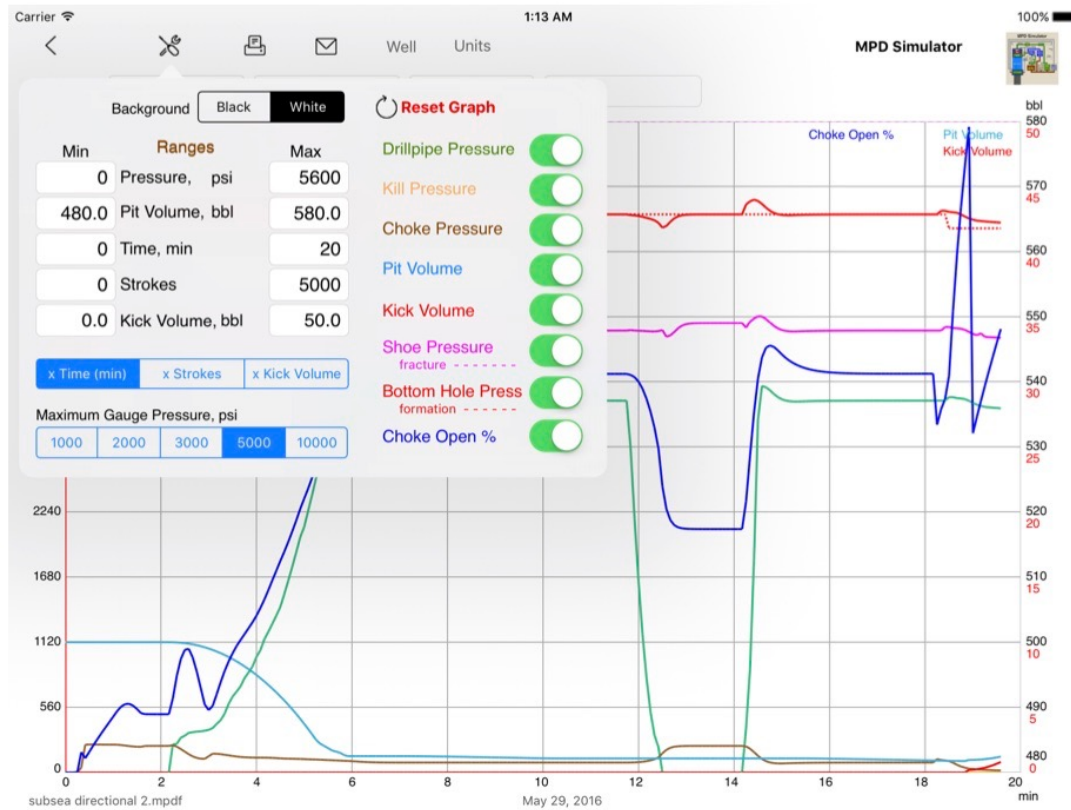 Carrier 1:13 AM 100%
Well Units MPD Simulator
Background Black White Reset Graph
Min Ranges Max
0 Pressure, psi 5600
480.0 Pit Volume, bbl 580.0
0 Time, min 20
0 Strokes 5000
0.0 Kick Volume, bbl 50.0
x Time (min) x Strokes x Kick Volume
Maximum Gauge Pressure, psi
1000 2000 3000 5000 10000
Drillpipe Pressure
Kill Pressure
Choke Pressure
Pit Volume
Kick Volume
Shoe Pressure
fracture - - - - - - -
Bottom Hole Press
formation - - - - - -
Choke Open %
bbl
580
50
Choke Open % Pit Volume
Kick Volume
570
45
560
40
550
35
540
30
530
25
2240 520
20
1680 510
15
1120 500
10
560 490
5
480
0 0
0 2 4 6 8 10 12 14 16 18 20
min
subsea directional 2.mpdf May 29, 2016